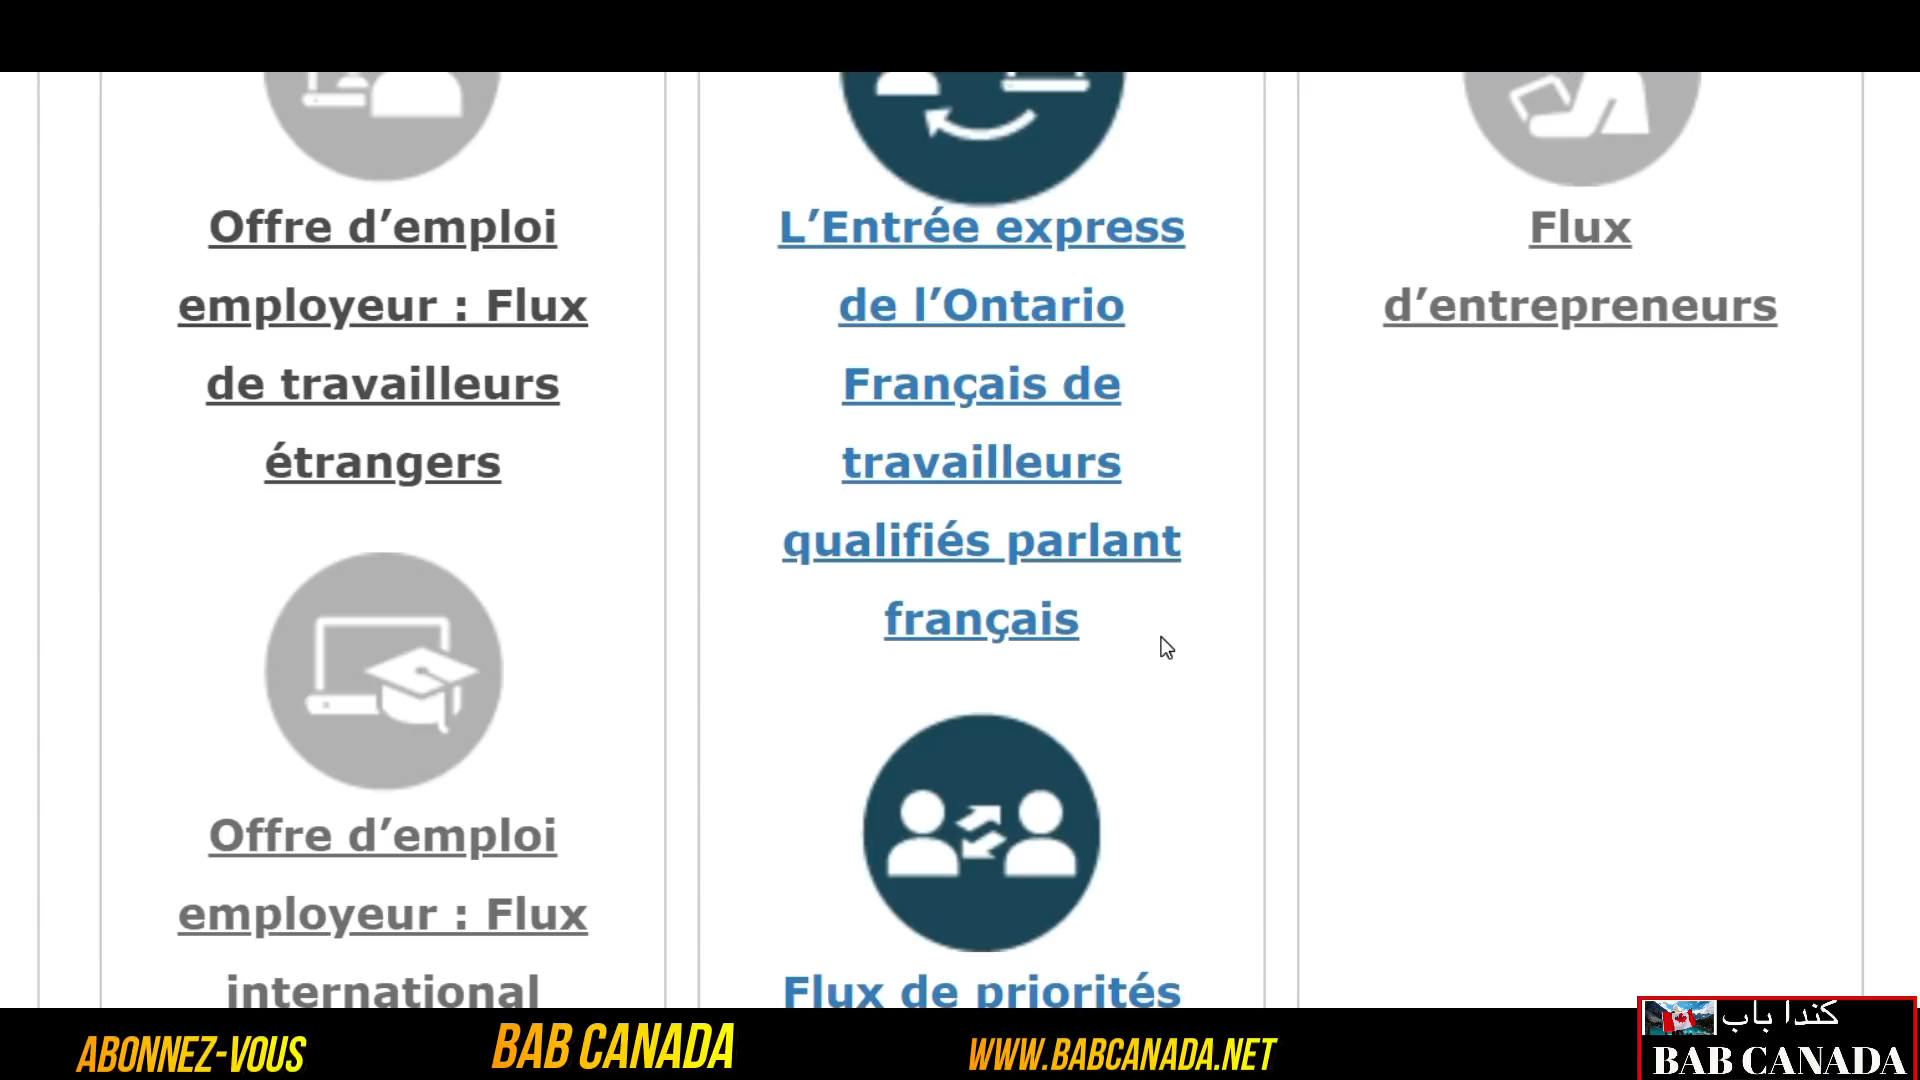 Offre d’emploi
employeur : Flux
de travailleurs
étrangers
Offre d’emploi
employeur : Flux
international
L’Entrée express
de l’Ontario
Français de
travailleurs
qualifiés parlant
français
Flux de priorités
Flux
d’entrepreneurs
ABONNEZ-VOUS
BAB CANADA
WWW.BABCANADA.NET
كندا باب
BAB CANADA